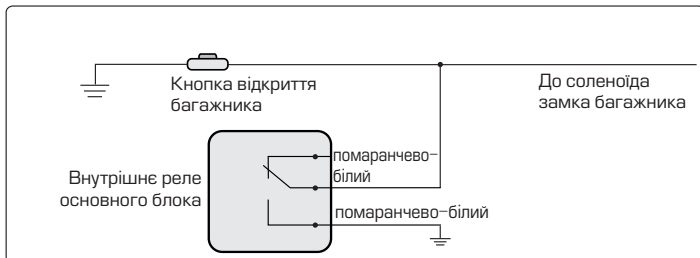 Кнопка відкриття
багажника
До соленоїда
замка багажника
помаранчево-
білий
Внутрішнє реле
основного блока
помаранчево-білий